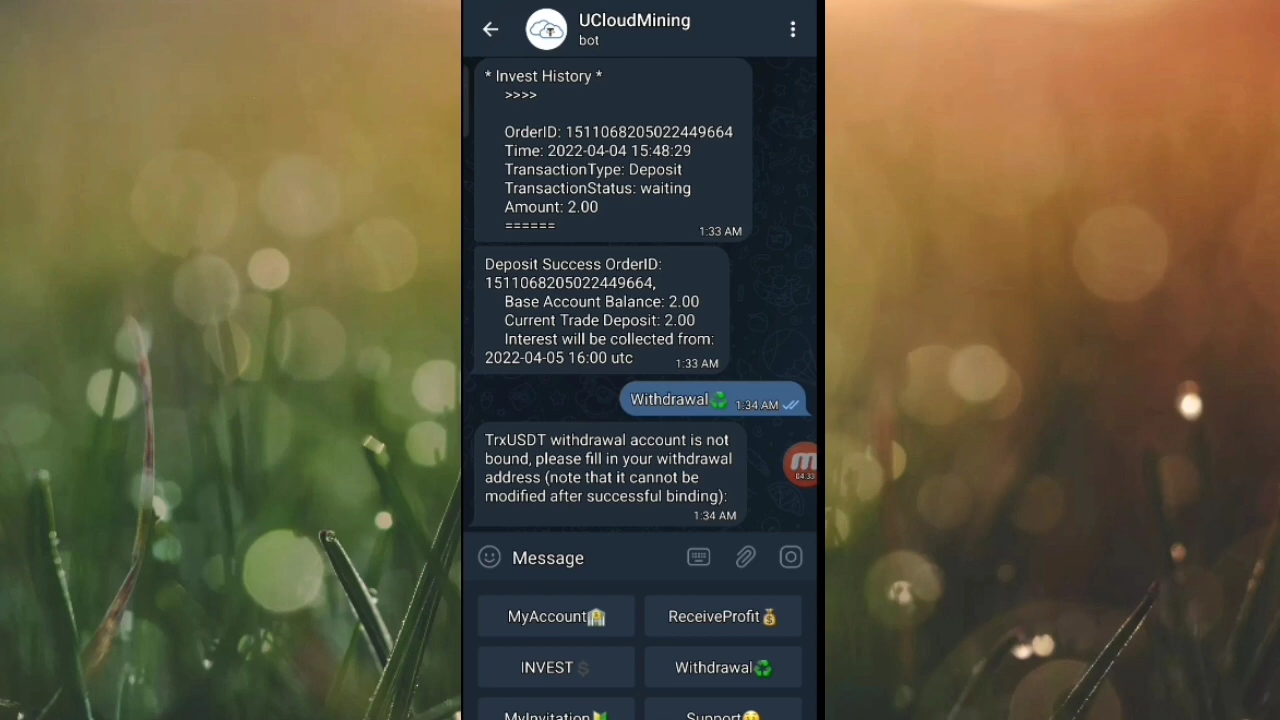 UCloudMining
bot
* Invest History *
>>>>
OrderID: 1511068205022449664
Time: 2022-04-04 15:48:29
TransactionType: Deposit
TransactionStatus: waiting
Amount: 2.00
======
1:33 AM
Deposit Success OrderID:
1511068205022449664,
Base Account Balance: 2.00
Current Trade Deposit: 2.00
Interest will be collected from:
2022-04-05 16:00 utc
1:33 AM
Withdrawal♻️ 1:34 AM
TrxUSDT withdrawal account is not
bound, please fill in your withdrawal
address (note that it cannot be
modified after successful binding):
1:34 AM
04:33
Message
MyAccount🏦 ReceiveProfit💰
INVEST💲 Withdrawal♻️
MyInvitation🔰 Support😊